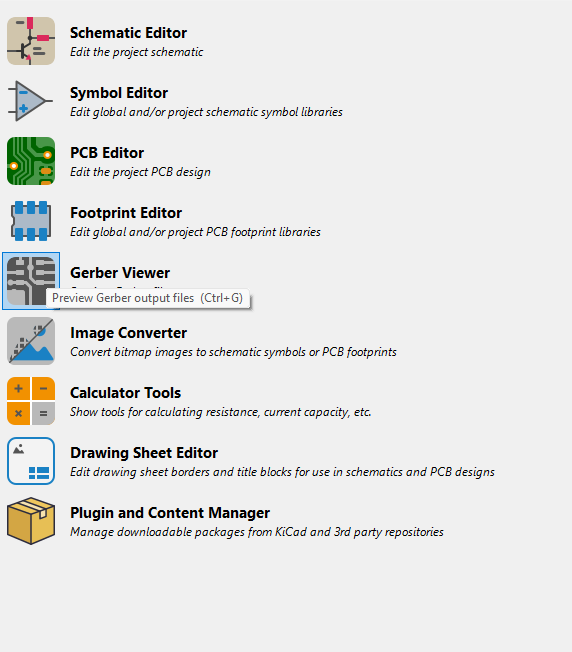 Schematic Editor
Edit the project schematic
Symbol Editor
Edit global and/or project schematic symbol libraries
PCB Editor
Edit the project PCB design
Footprint Editor
Edit global and/or project PCB footprint libraries
Gerber Viewer
Preview Gerber output files (Ctrl+G)
Image Converter
Convert bitmap images to schematic symbols or PCB footprints
Calculator Tools
Show tools for calculating resistance, current capacity, etc.
Drawing Sheet Editor
Edit drawing sheet borders and title blocks for use in schematics and PCB designs
Plugin and Content Manager
Manage downloadable packages from KiCad and 3rd party repositories